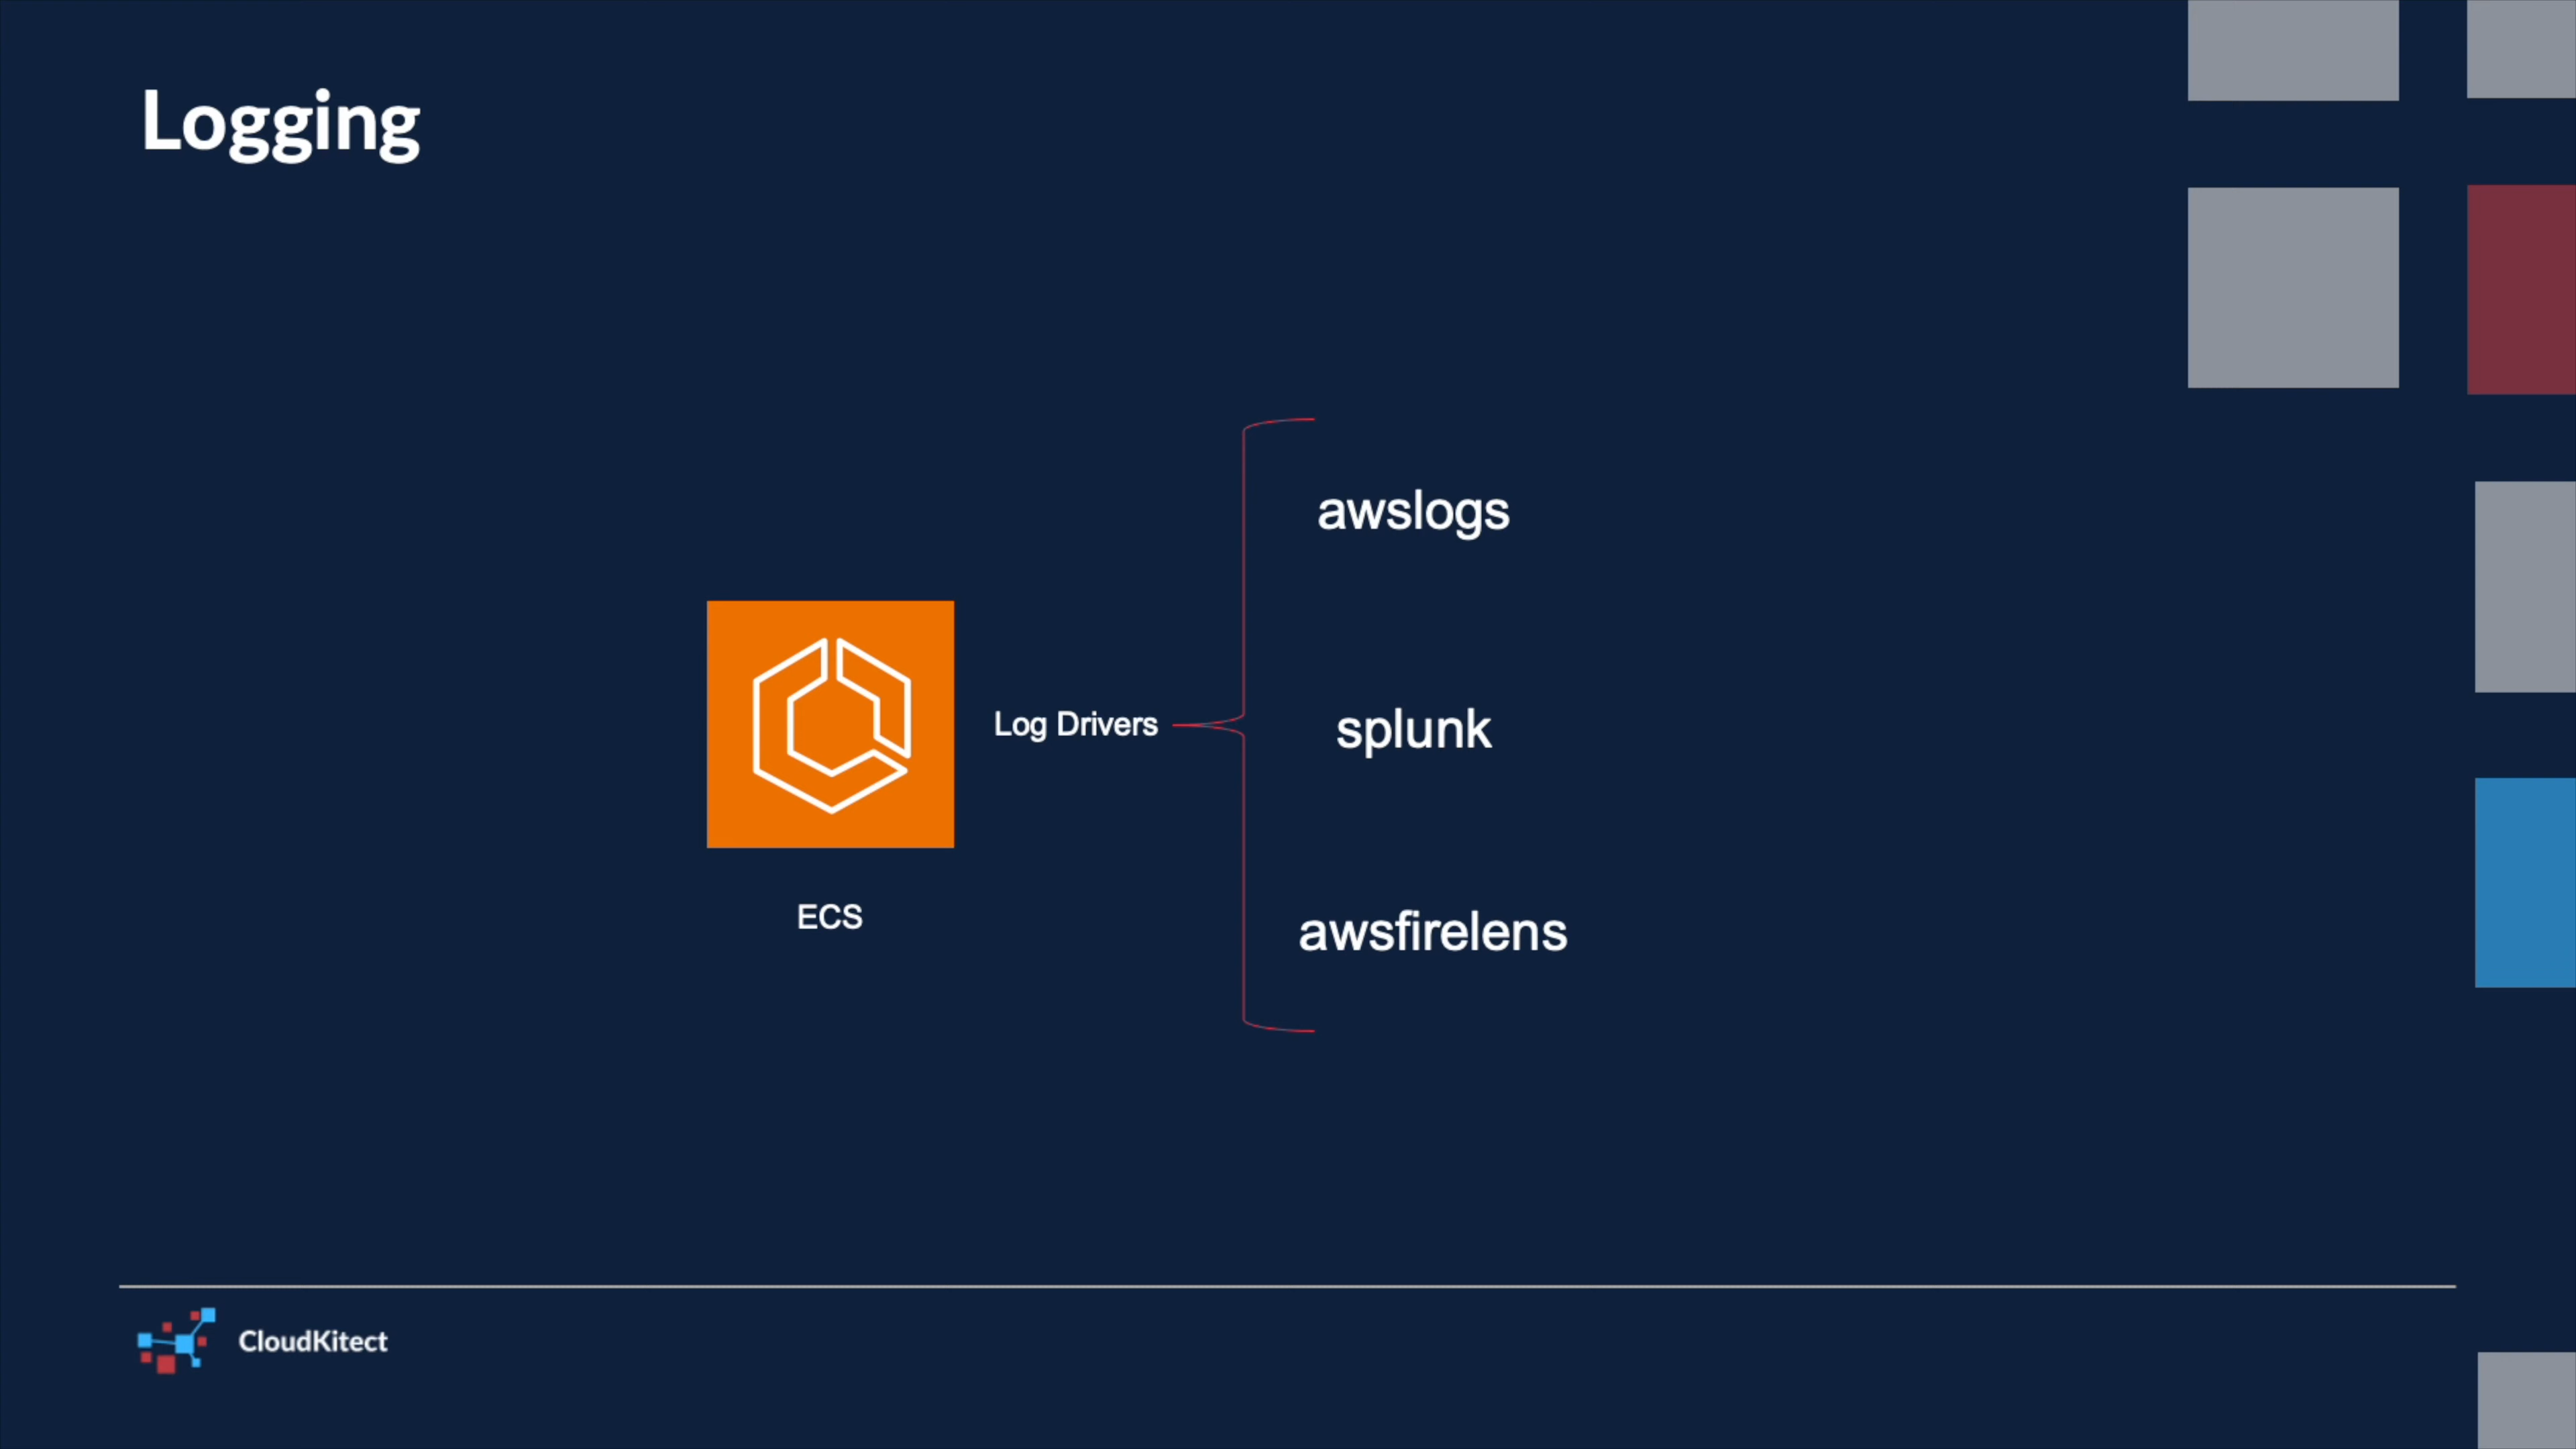 Logging
awslogs
Log Drivers
splunk
ECS
awsfirelens
CloudKitect